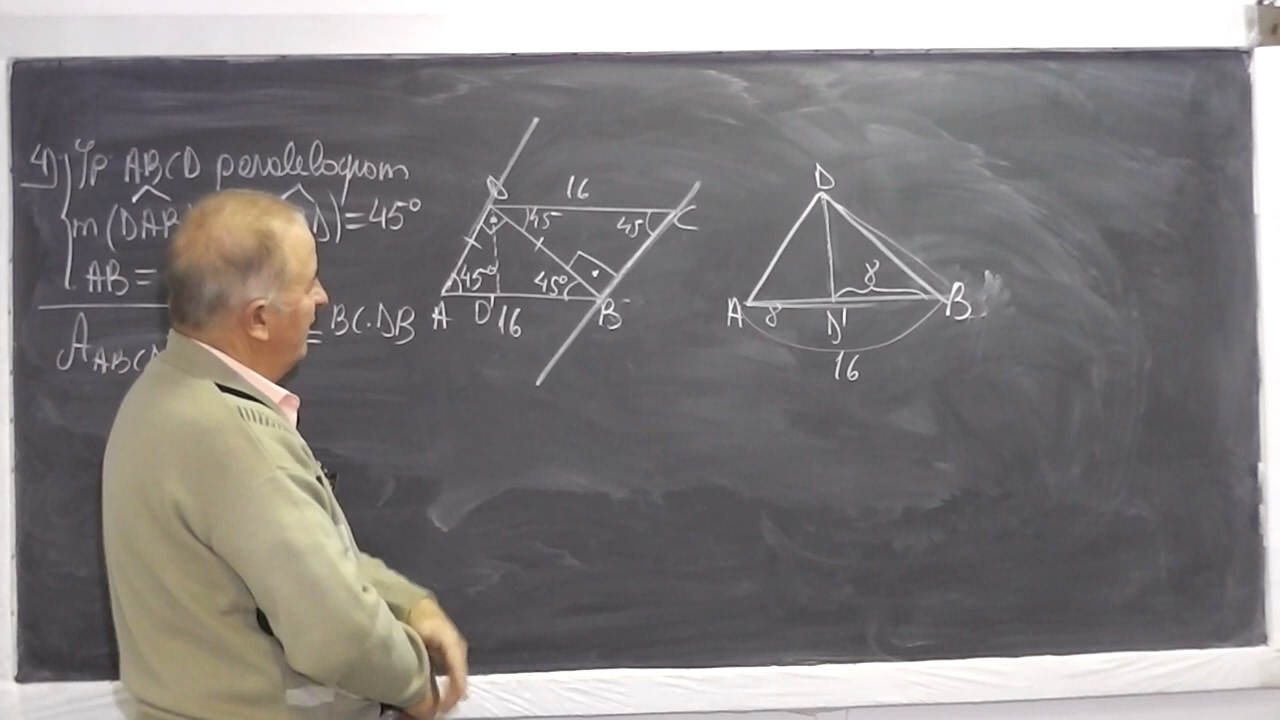 4) Ip ABCD paralelogram
m(DAB D)=45°
AB=
A ABC = BC·DB
D 16
45 45 C
45° 45°
A D' 16 B
D
8
A 8 D' B
16